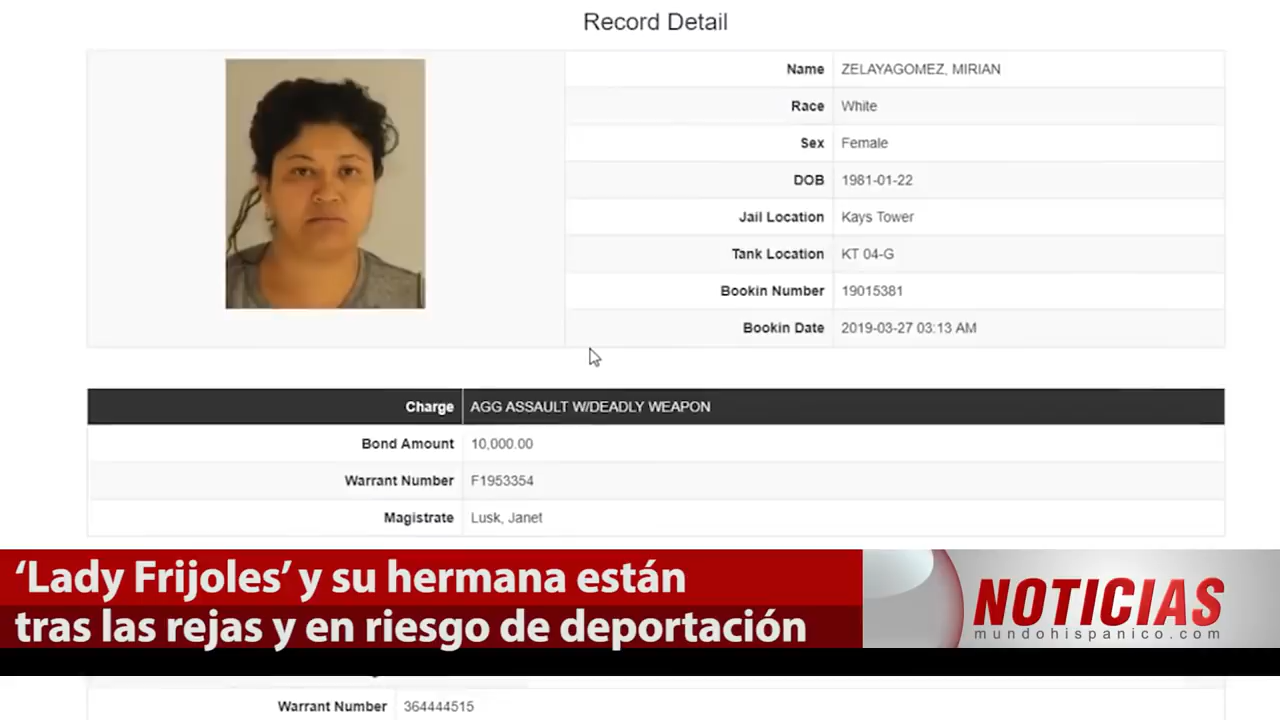 Record Detail
Name ZELAYAGOMEZ, MIRIAN
Race White
Sex Female
DOB 1981-01-22
Jail Location Kays Tower
Tank Location KT 04-G
Bookin Number 19015381
Bookin Date 2019-03-27 03:13 AM
Charge AGG ASSAULT W/DEADLY WEAPON
Bond Amount 10,000.00
Warrant Number F1953354
Magistrate Lusk, Janet
‘Lady Frijoles’ y su hermana están
tras las rejas y en riesgo de deportación
NOTICIAS
mundohispanico.com
Warrant Number 364444515